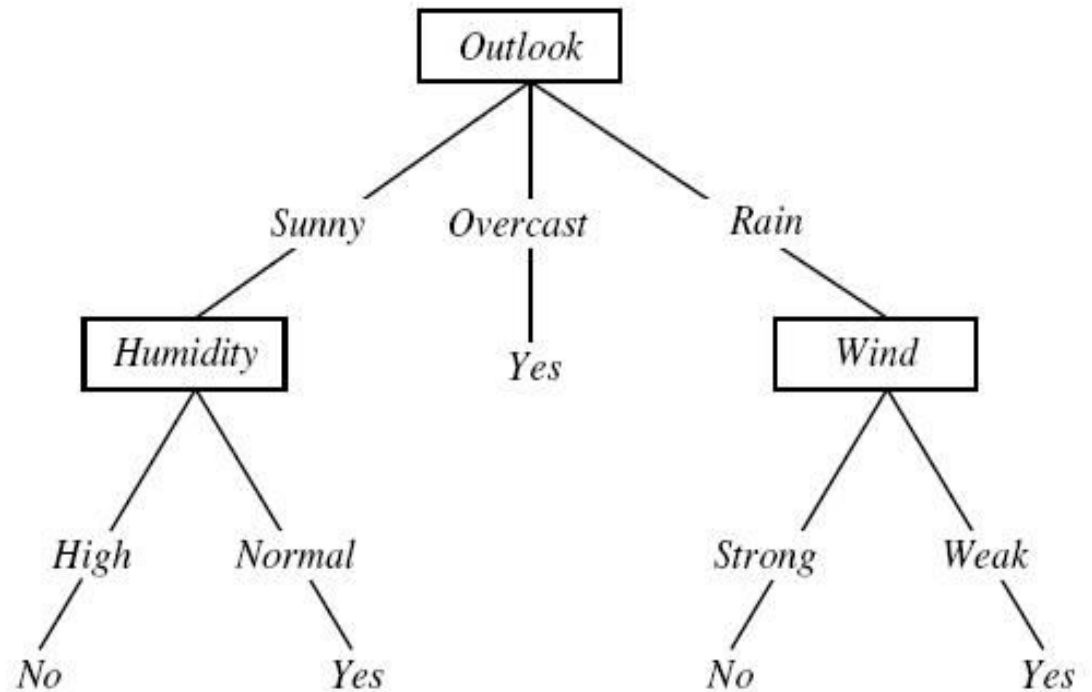 Outlook
Sunny Overcast Rain
Humidity Yes Wind
High Normal Strong Weak
No Yes No Yes